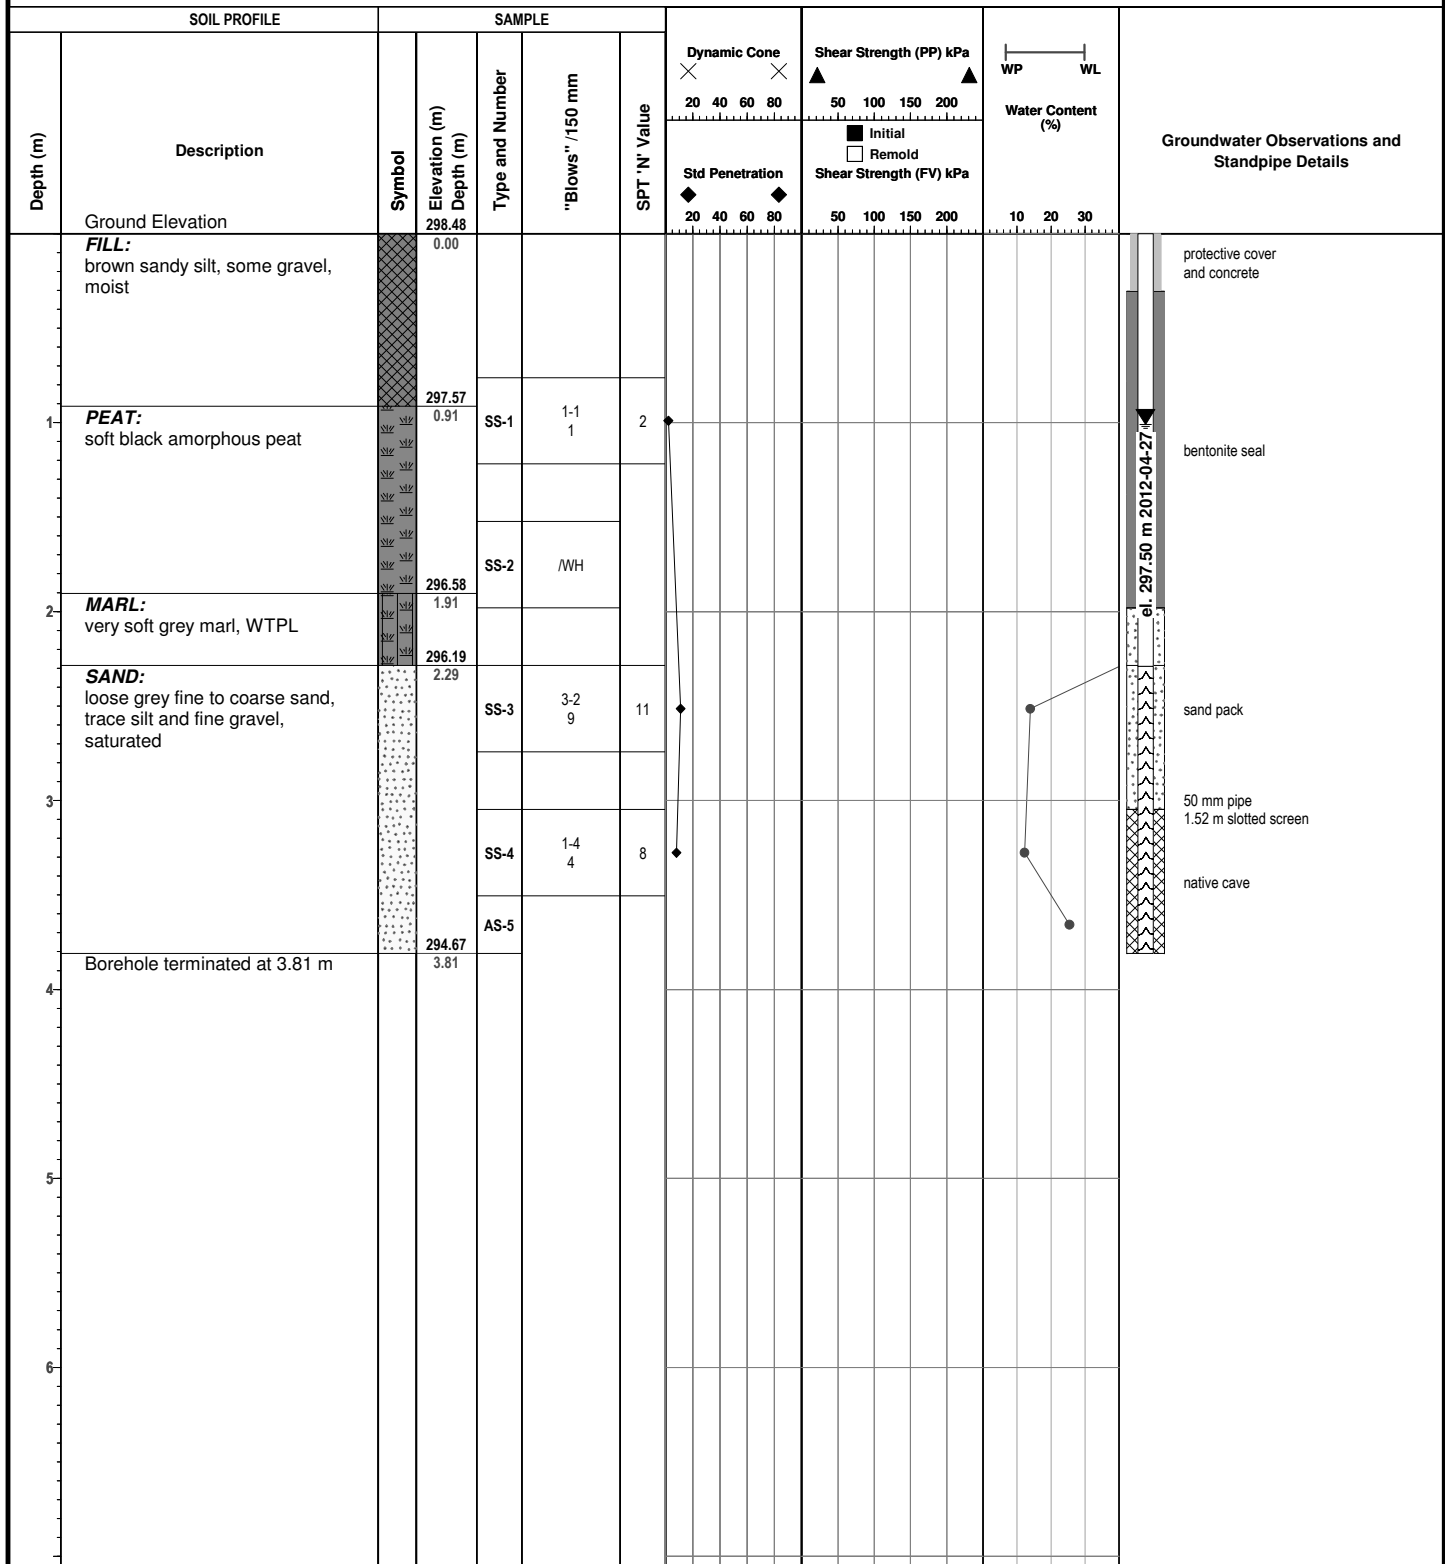 SOIL PROFILE
SAMPLE
Depth (m)
Description
Symbol
Elevation (m)
Depth (m)
Type and Number
"Blows" /150 mm
SPT 'N' Value
Dynamic Cone
20 40 60 80
Std Penetration
20 40 60 80
Shear Strength (PP) kPa
50 100 150 200
Initial
Remold
Shear Strength (FV) kPa
50 100 150 200
WP WL
Water Content
(%)
10 20 30
Groundwater Observations and
Standpipe Details
Ground Elevation
298.48
0.00
FILL:
brown sandy silt, some gravel,
moist
protective cover
and concrete
297.57
0.91
1
PEAT:
soft black amorphous peat
SS-1
1-1
1
2
bentonite seal
el. 297.50 m 2012-04-27
SS-2
/WH
296.58
1.91
2
MARL:
very soft grey marl, WTPL
296.19
2.29
SAND:
loose grey fine to coarse sand,
trace silt and fine gravel,
saturated
SS-3
3-2
9
11
sand pack
3
50 mm pipe
1.52 m slotted screen
SS-4
1-4
4
8
native cave
AS-5
294.67
3.81
Borehole terminated at 3.81 m
4
5
6